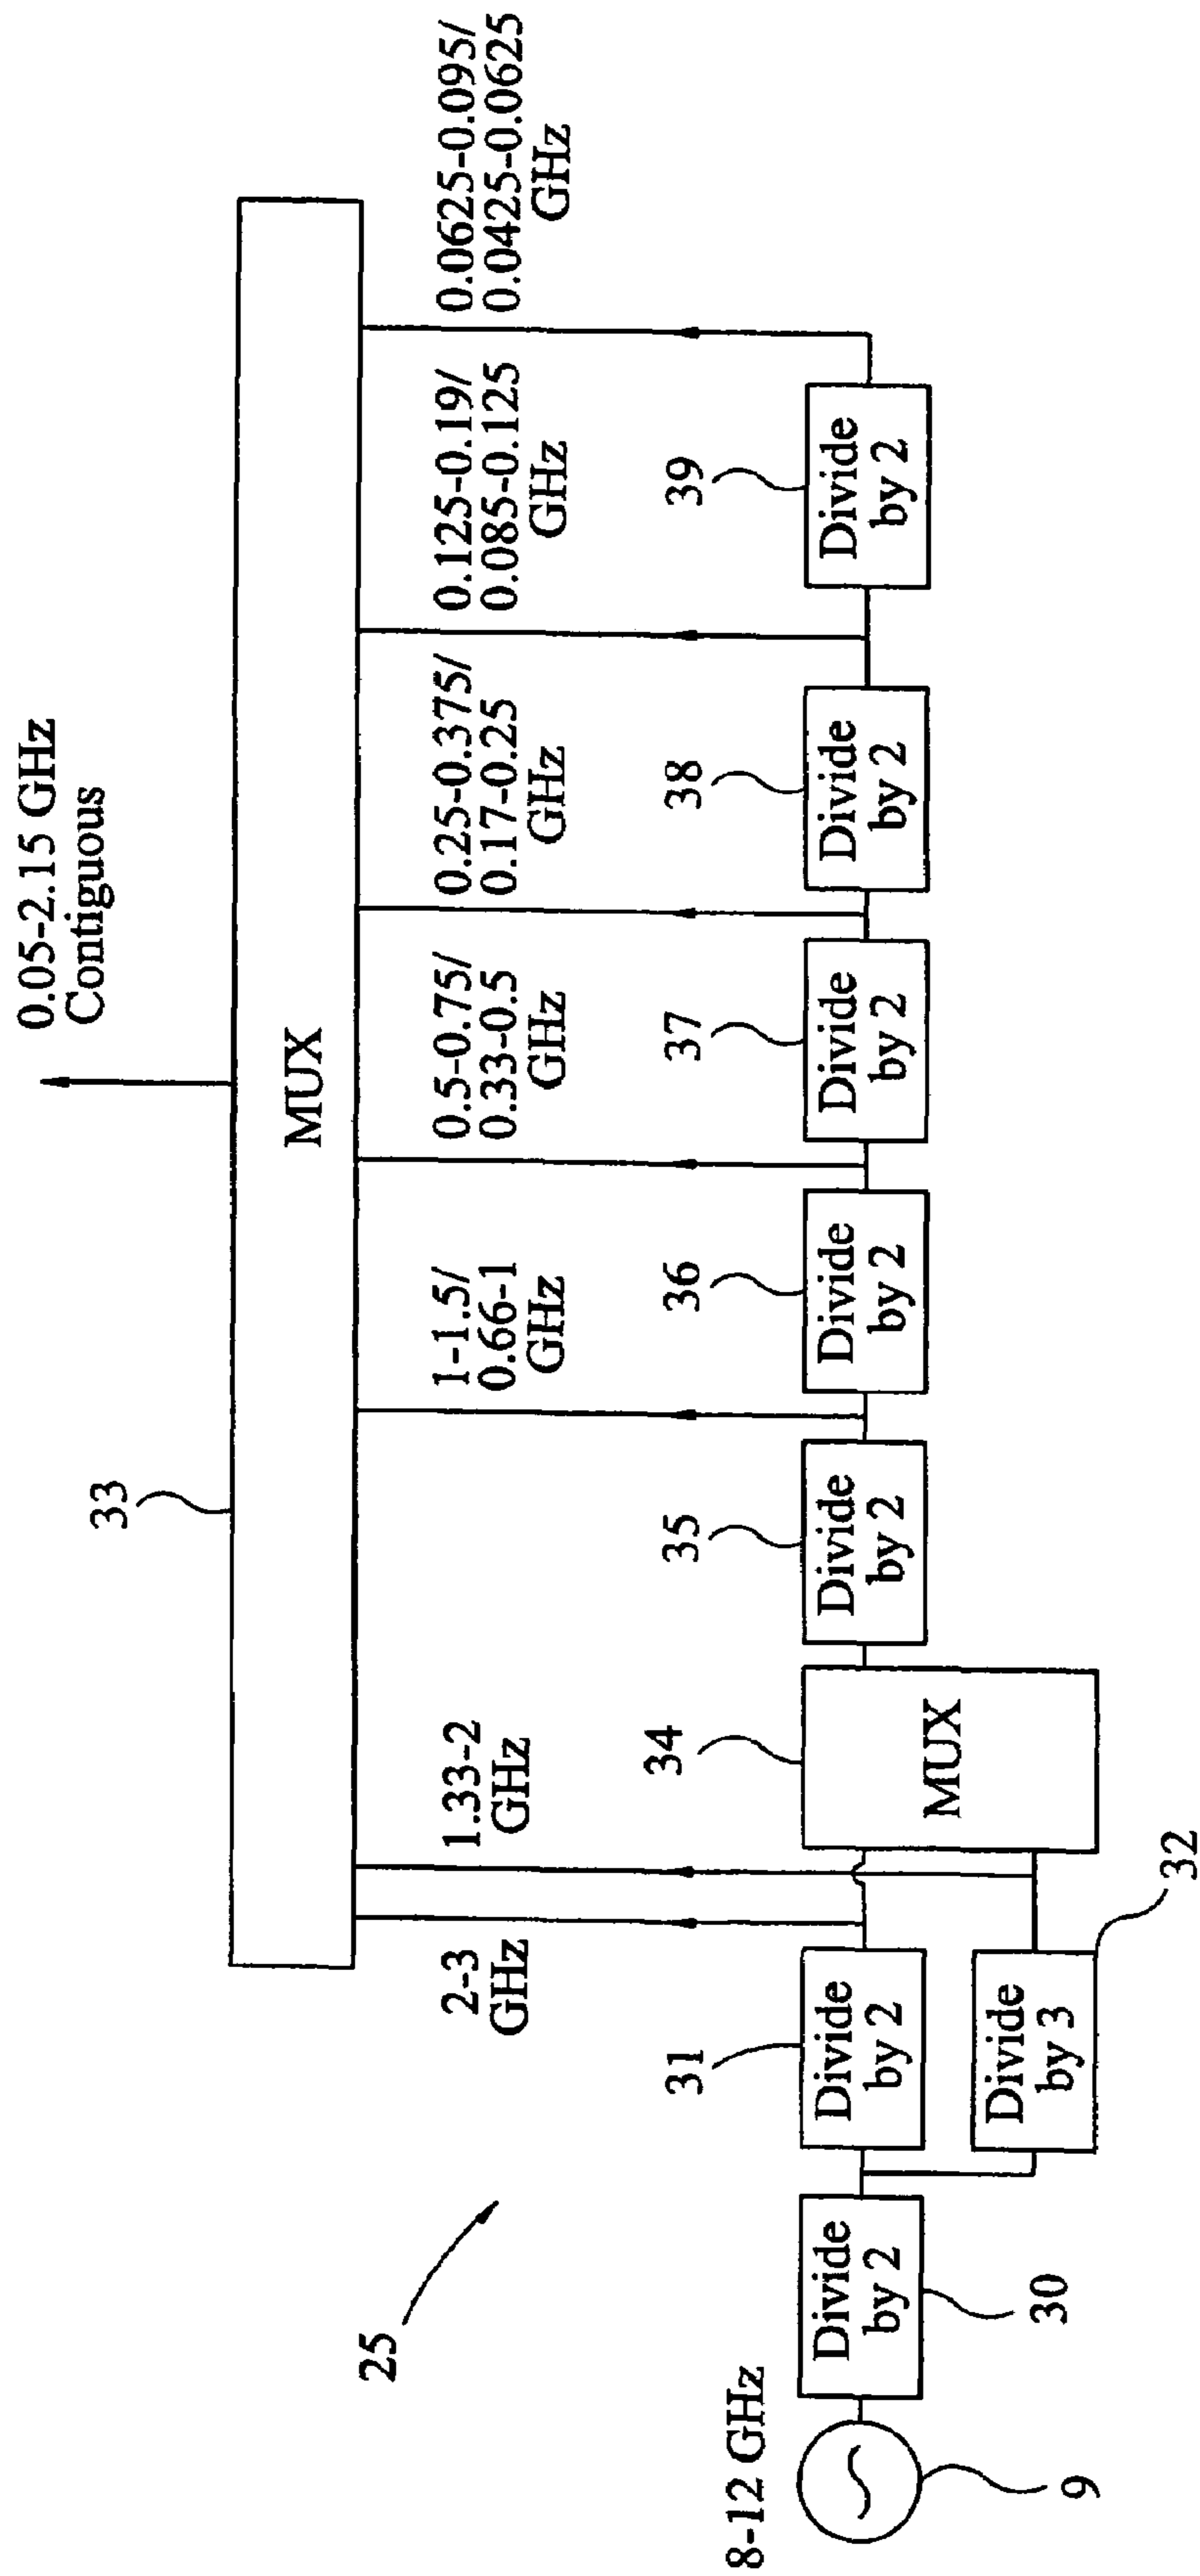 0.05-2.15 GHz
Contiguous
33
MUX
25
2-3
GHz
1.33-2
GHz
1-1.5/
0.66-1
GHz
0.5-0.75/
0.33-0.5
GHz
0.25-0.375/
0.17-0.25
GHz
0.125-0.19/
0.085-0.125
GHz
0.0625-0.095/
0.0425-0.0625
GHz
8-12 GHz
9
Divide
by 2
30
31
Divide
by 2
Divide
by 3
32
34
MUX
35
Divide
by 2
36
Divide
by 2
37
Divide
by 2
38
Divide
by 2
39
Divide
by 2